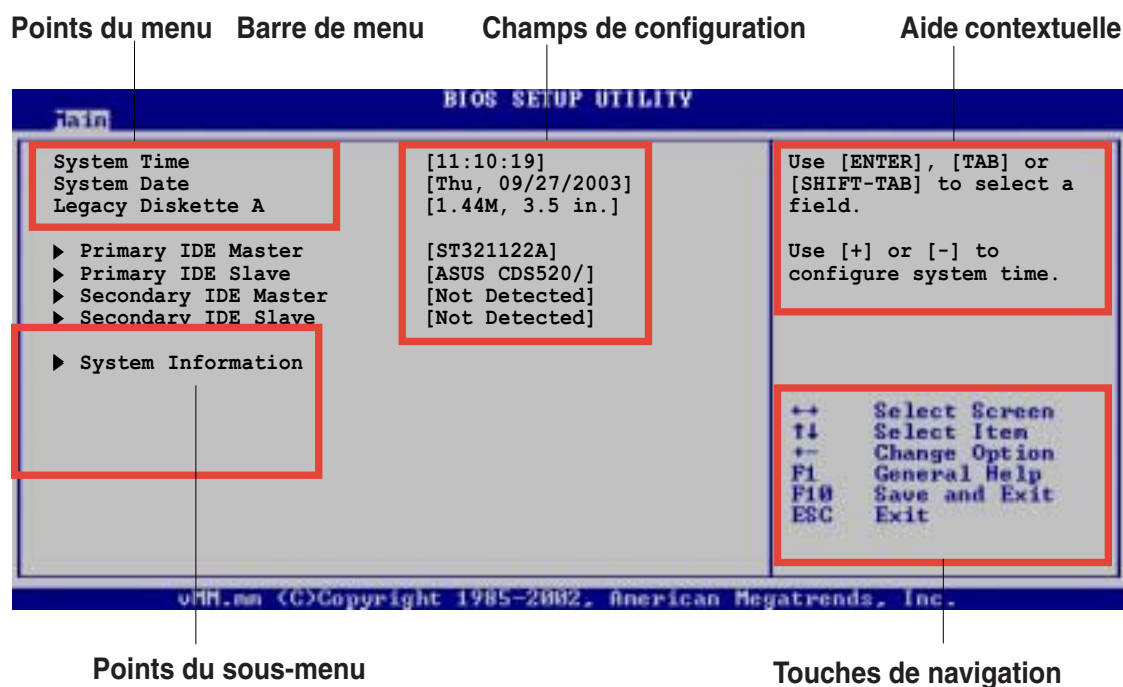 Points du menu Barre de menu Champs de configuration Aide contextuelle
BIOS SETUP UTILITY
Main
System Time [11:10:19]
System Date [Thu, 09/27/2003]
Legacy Diskette A [1.44M, 3.5 in.]
▶ Primary IDE Master [ST321122A]
▶ Primary IDE Slave [ASUS CDS520/]
▶ Secondary IDE Master [Not Detected]
▶ Secondary IDE Slave [Not Detected]
▶ System Information
Use [ENTER], [TAB] or
[SHIFT-TAB] to select a
field.
Use [+] or [-] to
configure system time.
←→ Select Screen
↑↓ Select Item
+- Change Option
F1 General Help
F10 Save and Exit
ESC Exit
vMM.mm (C)Copyright 1985-2002, American Megatrends, Inc.
Points du sous-menu
Touches de navigation